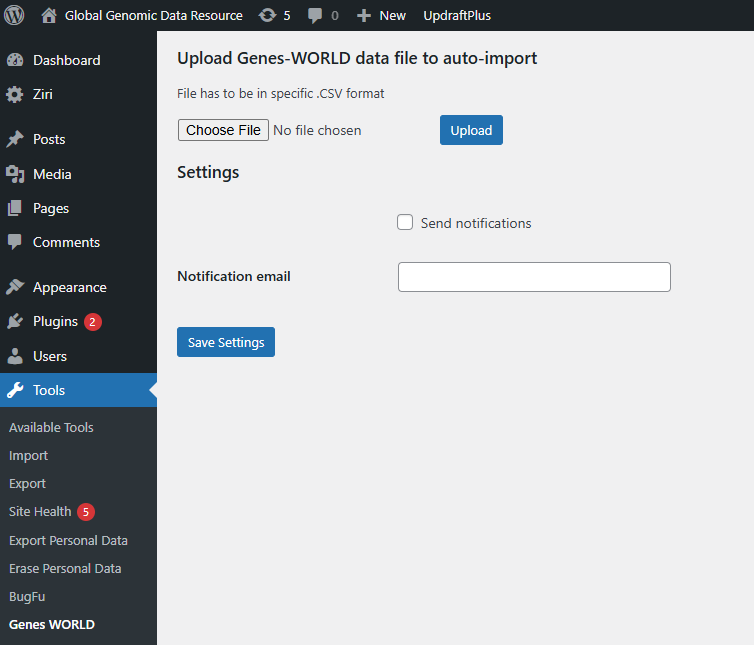 Global Genomic Data Resource 5 0 New UpdraftPlus
Dashboard
Ziri
Posts
Media
Pages
Comments
Appearance
Plugins 2
Users
Tools
Available Tools
Import
Export
Site Health 5
Export Personal Data
Erase Personal Data
BugFu
Genes WORLD
Upload Genes-WORLD data file to auto-import
File has to be in specific .CSV format
Choose File No file chosen Upload
Settings
Send notifications
Notification email
Save Settings